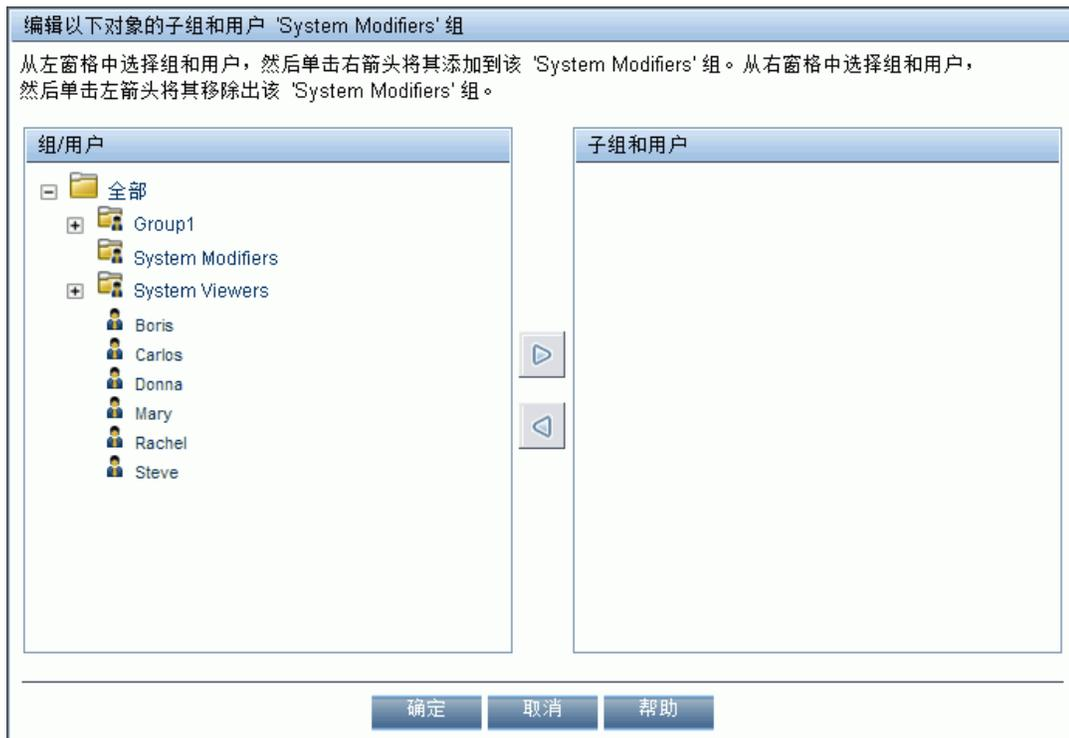 编辑以下对象的子组和用户 'System Modifiers' 组
从左窗格中选择组和用户，然后单击右箭头将其添加到该 'System Modifiers' 组。从右窗格中选择组和用户，
然后单击左箭头将其移除出该 'System Modifiers' 组。
组/用户
子组和用户
全部
Group1
System Modifiers
System Viewers
Boris
Carlos
Donna
Mary
Rachel
Steve
确定
取消
帮助